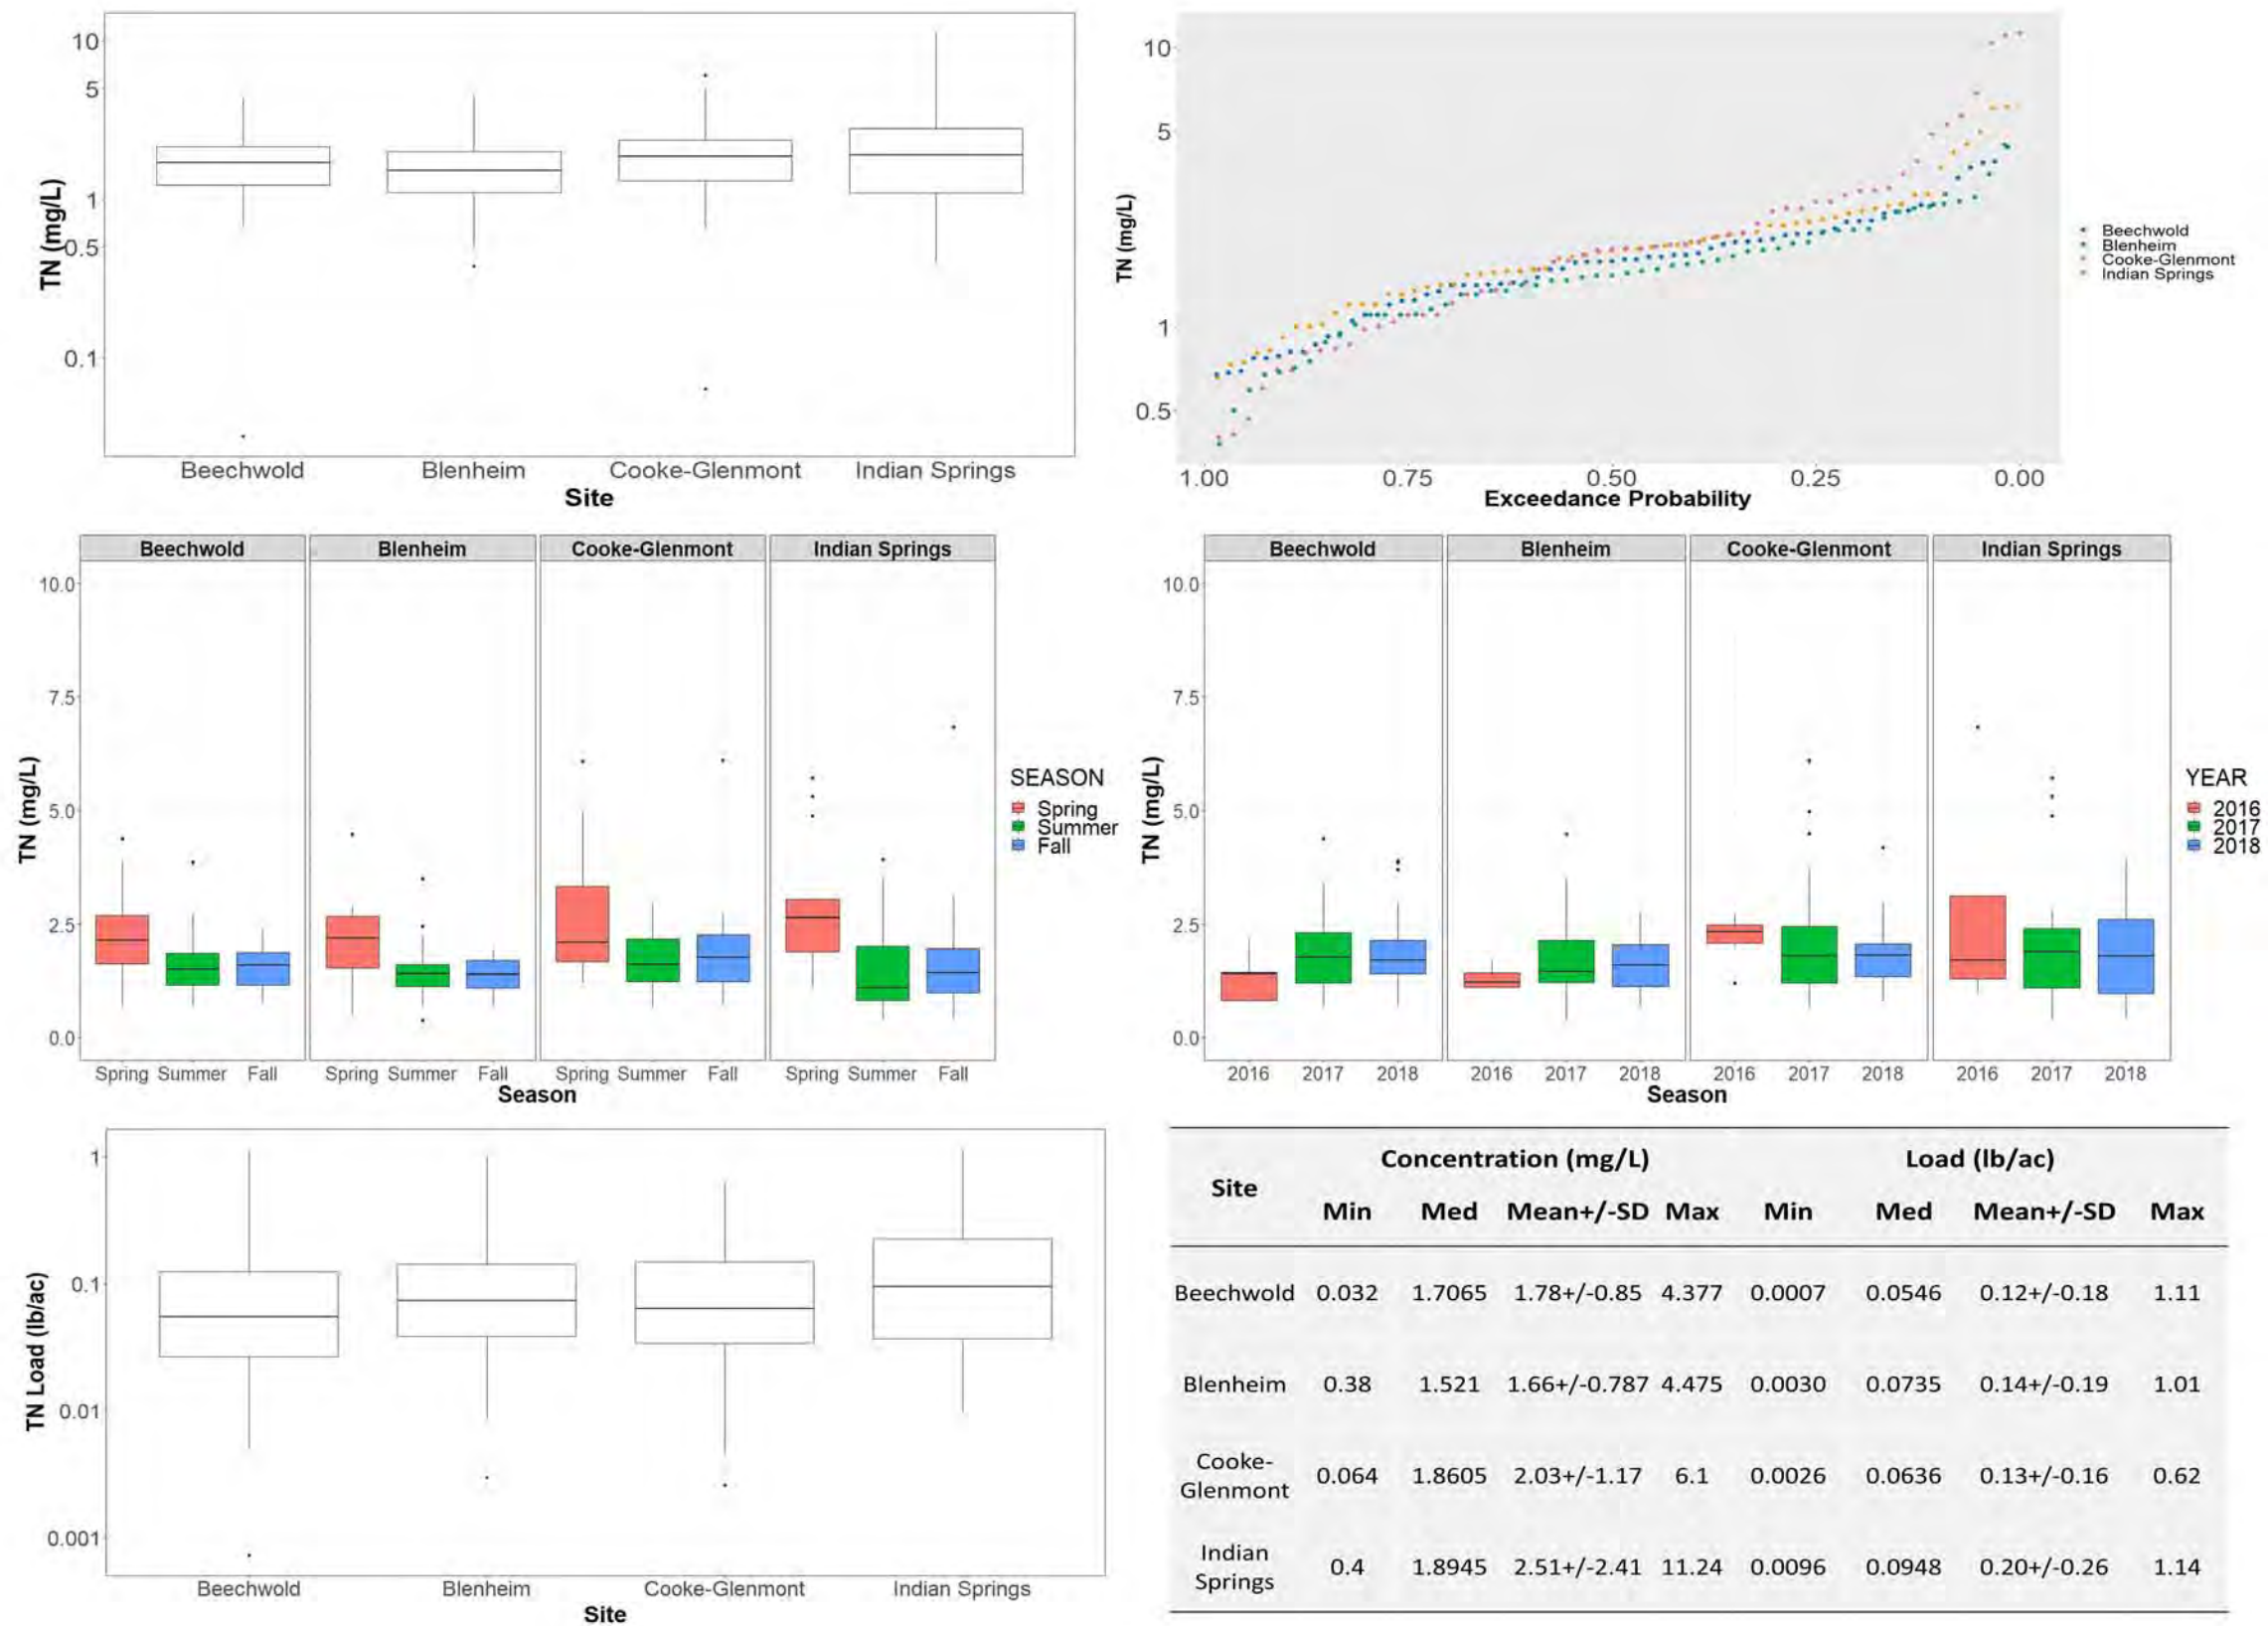 10
5
1
0.5
0.1
TN (mg/L)
Beechwold Blenheim Cooke-Glenmont Indian Springs
Site
10
5
1
0.5
TN (mg/L)
1.00 0.75 0.50 0.25 0.00
Exceedance Probability
Beechwold
Blenheim
Cooke-Glenmont
Indian Springs
Beechwold Blenheim Cooke-Glenmont Indian Springs
10.0
7.5
5.0
2.5
0.0
TN (mg/L)
Spring Summer Fall Spring Summer Fall Spring Summer Fall Spring Summer Fall
Season
SEASON
Spring
Summer
Fall
Beechwold Blenheim Cooke-Glenmont Indian Springs
10.0
7.5
5.0
2.5
0.0
TN (mg/L)
2016 2017 2018 2016 2017 2018 2016 2017 2018 2016 2017 2018
Season
YEAR
2016
2017
2018
1
0.1
0.01
0.001
TN Load (lb/ac)
Beechwold Blenheim Cooke-Glenmont Indian Springs
Site
Site Concentration (mg/L) Load (lb/ac)
Min Med Mean+/-SD Max Min Med Mean+/-SD Max
Beechwold 0.032 1.7065 1.78+/-0.85 4.377 0.0007 0.0546 0.12+/-0.18 1.11
Blenheim 0.38 1.521 1.66+/-0.787 4.475 0.0030 0.0735 0.14+/-0.19 1.01
Cooke-
Glenmont 0.064 1.8605 2.03+/-1.17 6.1 0.0026 0.0636 0.13+/-0.16 0.62
Indian
Springs 0.4 1.8945 2.51+/-2.41 11.24 0.0096 0.0948 0.20+/-0.26 1.14